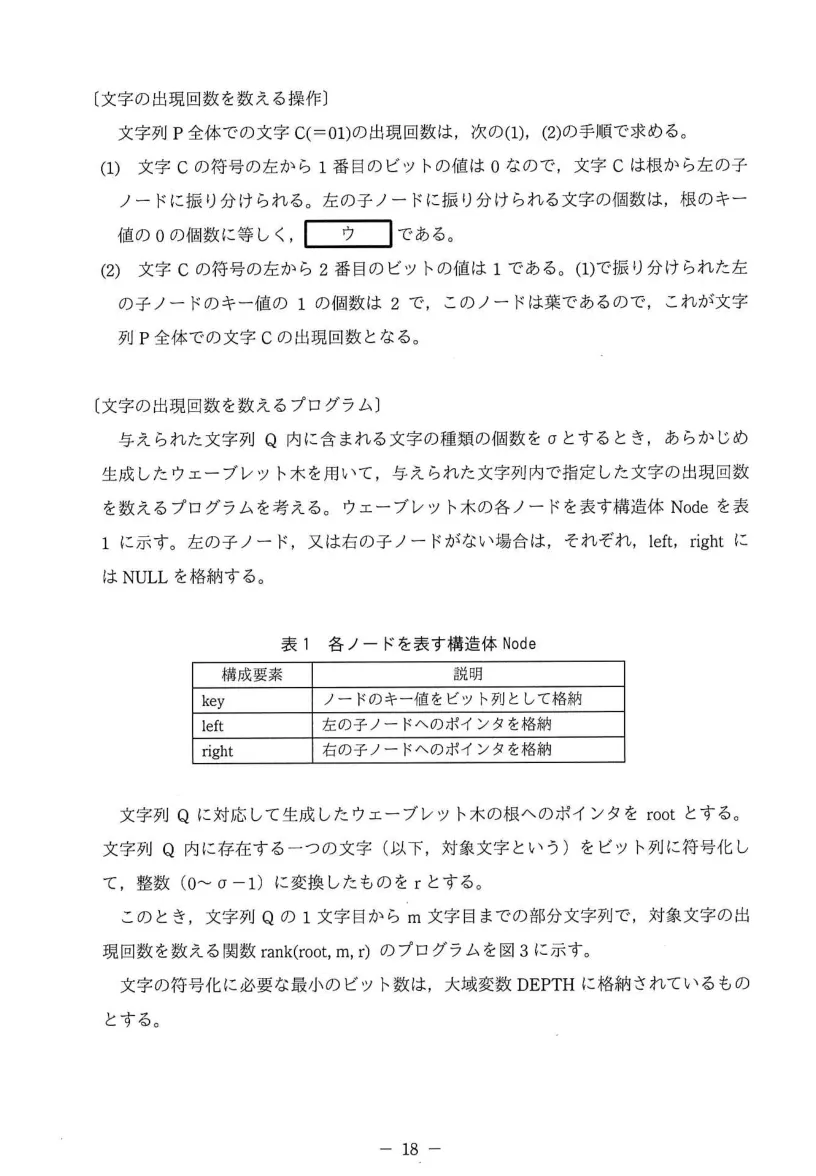 〔文字の出現回数を数える操作〕
文字列 P 全体での文字 C(=01)の出現回数は，次の(1)，(2)の手順で求める。
(1) 文字 C の符号の左から 1 番目のビットの値は 0 なので，文字 C は根から左の子
ノードに振り分けられる。左の子ノードに振り分けられる文字の個数は，根のキー
値の 0 の個数に等しく， ウ である。
(2) 文字 C の符号の左から 2 番目のビットの値は 1 である。(1)で振り分けられた左
の子ノードのキー値の 1 の個数は 2 で，このノードは葉であるので，これが文字
列 P 全体での文字 C の出現回数となる。
〔文字の出現回数を数えるプログラム〕
与えられた文字列 Q 内に含まれる文字の種類の個数を σ とするとき，あらかじめ
生成したウェーブレット木を用いて，与えられた文字列内で指定した文字の出現回数
を数えるプログラムを考える。ウェーブレット木の各ノードを表す構造体 Node を表
1 に示す。左の子ノード，又は右の子ノードがない場合は，それぞれ，left，right に
は NULL を格納する。
表 1 各ノードを表す構造体 Node
構成要素 説明
key ノードのキー値をビット列として格納
left 左の子ノードへのポインタを格納
right 右の子ノードへのポインタを格納
文字列 Q に対応して生成したウェーブレット木の根へのポインタを root とする。
文字列 Q 内に存在する一つの文字（以下，対象文字という）をビット列に符号化し
て，整数（0～σ－1）に変換したものを r とする。
このとき，文字列 Q の 1 文字目から m 文字目までの部分文字列で，対象文字の出
現回数を数える関数 rank(root, m, r) のプログラムを図 3 に示す。
文字の符号化に必要な最小のビット数は，大域変数 DEPTH に格納されているもの
とする。
－ 18 －